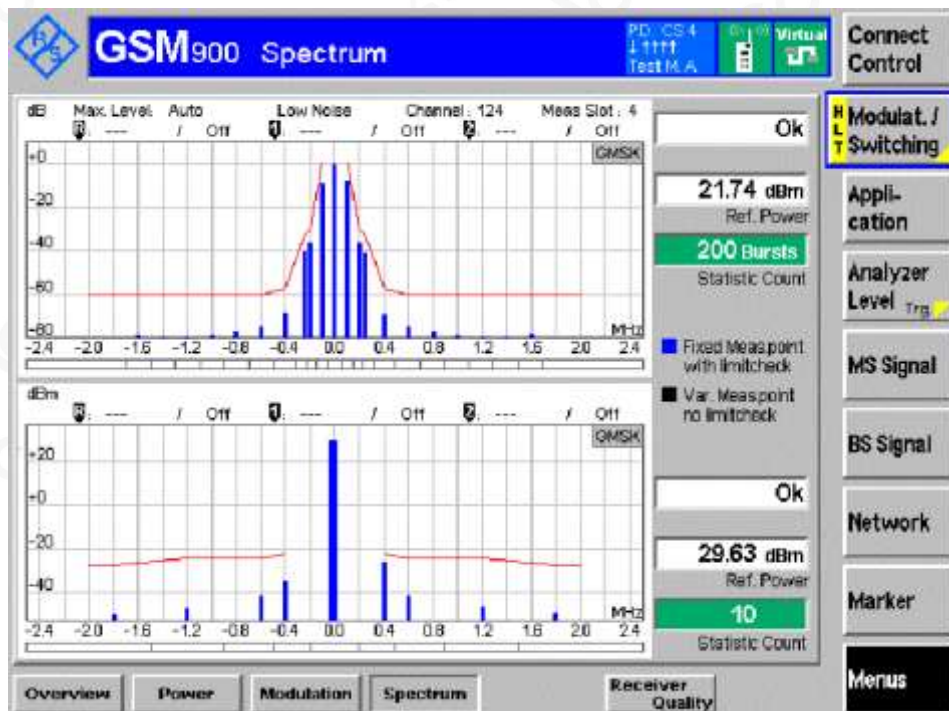 R&S
GSM900 Spectrum
PD: CS 4
↓↑↑↑↑
Test M. A.
Virtual
Connect Control
dB Max. Level: Auto Low Noise Channel: 124 Meas Slot: 4
R: --- / Off 1: --- / Off 2: --- / Off
GMSK
+0
-20
-40
-60
-80
MHz
-2.4 -2.0 -1.6 -1.2 -0.8 -0.4 0.0 0.4 0.8 1.2 1.6 2.0 2.4
Ok
21.74 dBm
Ref. Power
200 Bursts
Statistic Count
Fixed Meas.point
with limitcheck
Var. Meas.point
no limitcheck
dBm
R: --- / Off 1: --- / Off 2: --- / Off
GMSK
+20
+0
-20
-40
MHz
-2.4 -2.0 -1.6 -1.2 -0.8 -0.4 0.0 0.4 0.8 1.2 1.6 2.0 2.4
Ok
29.63 dBm
Ref. Power
10
Statistic Count
HLT
Modulat. /
Switching
Appli-
cation
Analyzer
Level Trg.
MS Signal
BS Signal
Network
Marker
Menus
Overview Power Modulation Spectrum Receiver
Quality